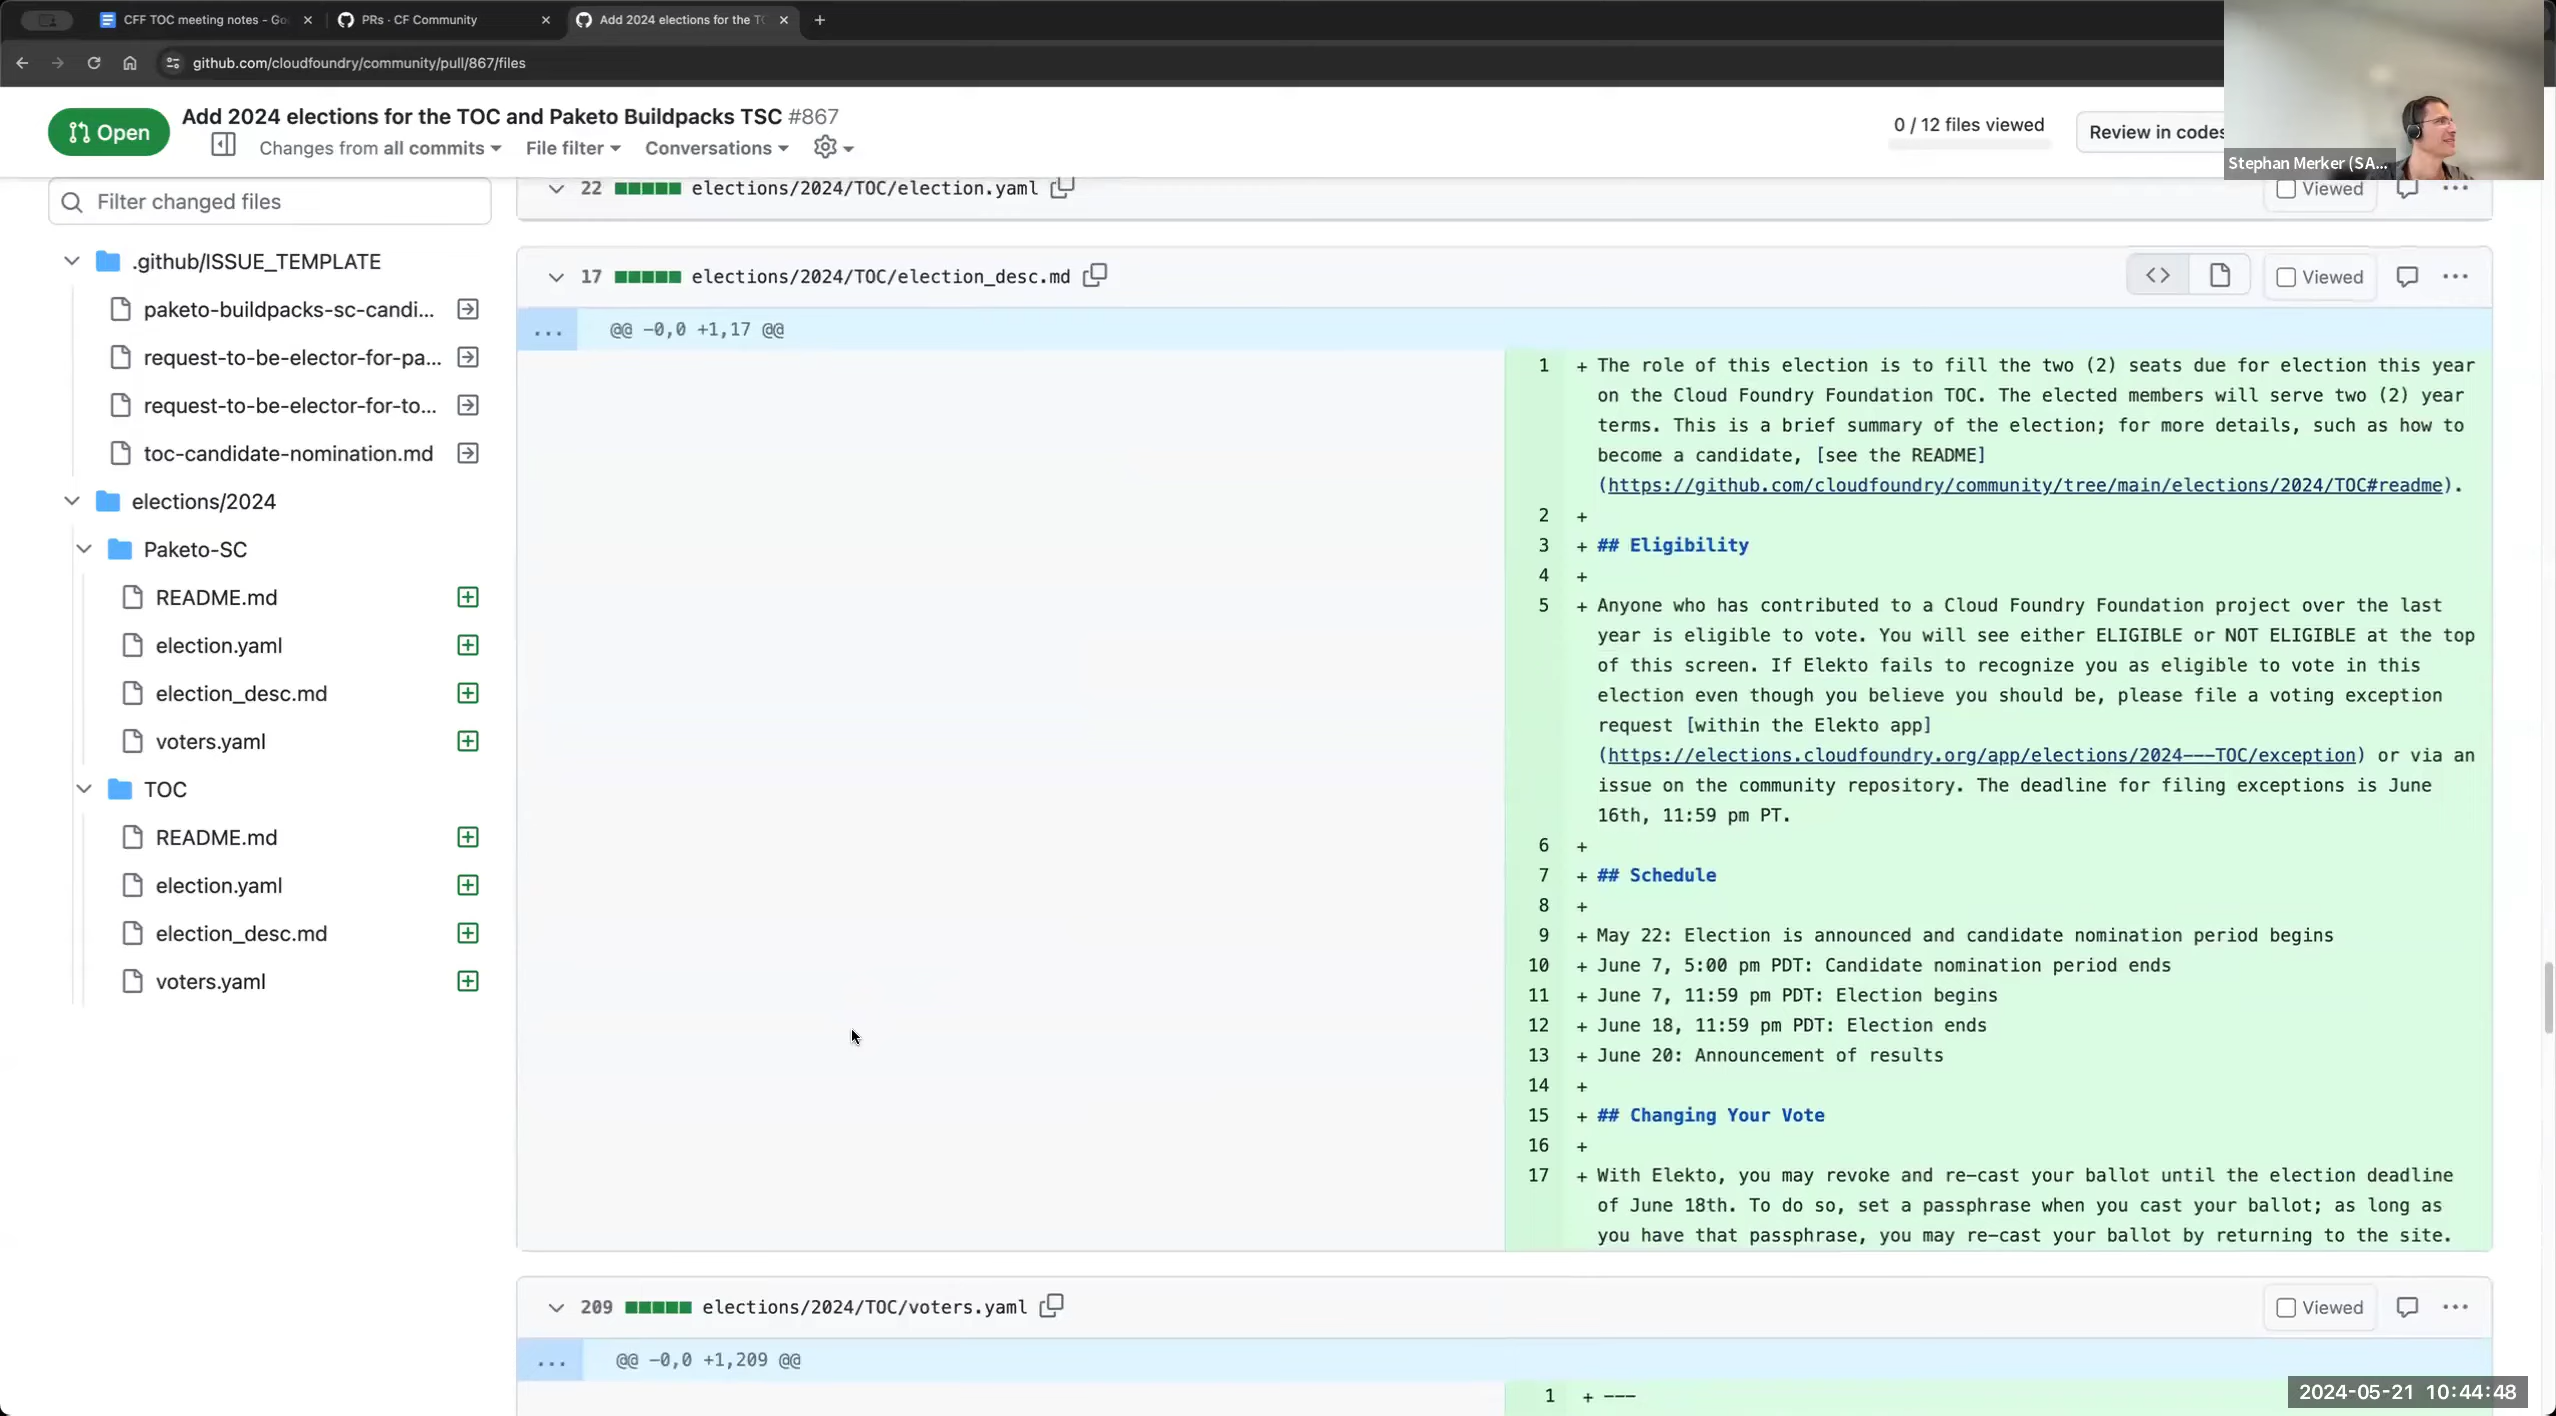 CFF TOC meeting notes - Go
PRs · CF Community
Add 2024 elections for the TO
github.com/cloudfoundry/community/pull/867/files
Open
Add 2024 elections for the TOC and Paketo Buildpacks TSC #867
Changes from all commits
File filter
Conversations
0 / 12 files viewed
Review in codes
Stephan Merker (SA...
Filter changed files
.github/ISSUE_TEMPLATE
paketo-buildpacks-sc-candi...
request-to-be-elector-for-pa...
request-to-be-elector-for-to...
toc-candidate-nomination.md
elections/2024
Paketo-SC
README.md
election.yaml
election_desc.md
voters.yaml
TOC
README.md
election.yaml
election_desc.md
voters.yaml
22 elections/2024/TOC/election.yaml
Viewed
17 elections/2024/TOC/election_desc.md
Viewed
... @@ -0,0 +1,17 @@
1 + The role of this election is to fill the two (2) seats due for election this year
on the Cloud Foundry Foundation TOC. The elected members will serve two (2) year
terms. This is a brief summary of the election; for more details, such as how to
become a candidate, [see the README]
(https://github.com/cloudfoundry/community/tree/main/elections/2024/TOC#readme).
2 +
3 + ## Eligibility
4 +
5 + Anyone who has contributed to a Cloud Foundry Foundation project over the last
year is eligible to vote. You will see either ELIGIBLE or NOT ELIGIBLE at the top
of this screen. If Elekto fails to recognize you as eligible to vote in this
election even though you believe you should be, please file a voting exception
request [within the Elekto app]
(https://elections.cloudfoundry.org/app/elections/2024---TOC/exception) or via an
issue on the community repository. The deadline for filing exceptions is June
16th, 11:59 pm PT.
6 +
7 + ## Schedule
8 +
9 + May 22: Election is announced and candidate nomination period begins
10 + June 7, 5:00 pm PDT: Candidate nomination period ends
11 + June 7, 11:59 pm PDT: Election begins
12 + June 18, 11:59 pm PDT: Election ends
13 + June 20: Announcement of results
14 +
15 + ## Changing Your Vote
16 +
17 + With Elekto, you may revoke and re-cast your ballot until the election deadline
of June 18th. To do so, set a passphrase when you cast your ballot; as long as
you have that passphrase, you may re-cast your ballot by returning to the site.
209 elections/2024/TOC/voters.yaml
Viewed
... @@ -0,0 +1,209 @@
1 + ---
2024-05-21 10:44:48